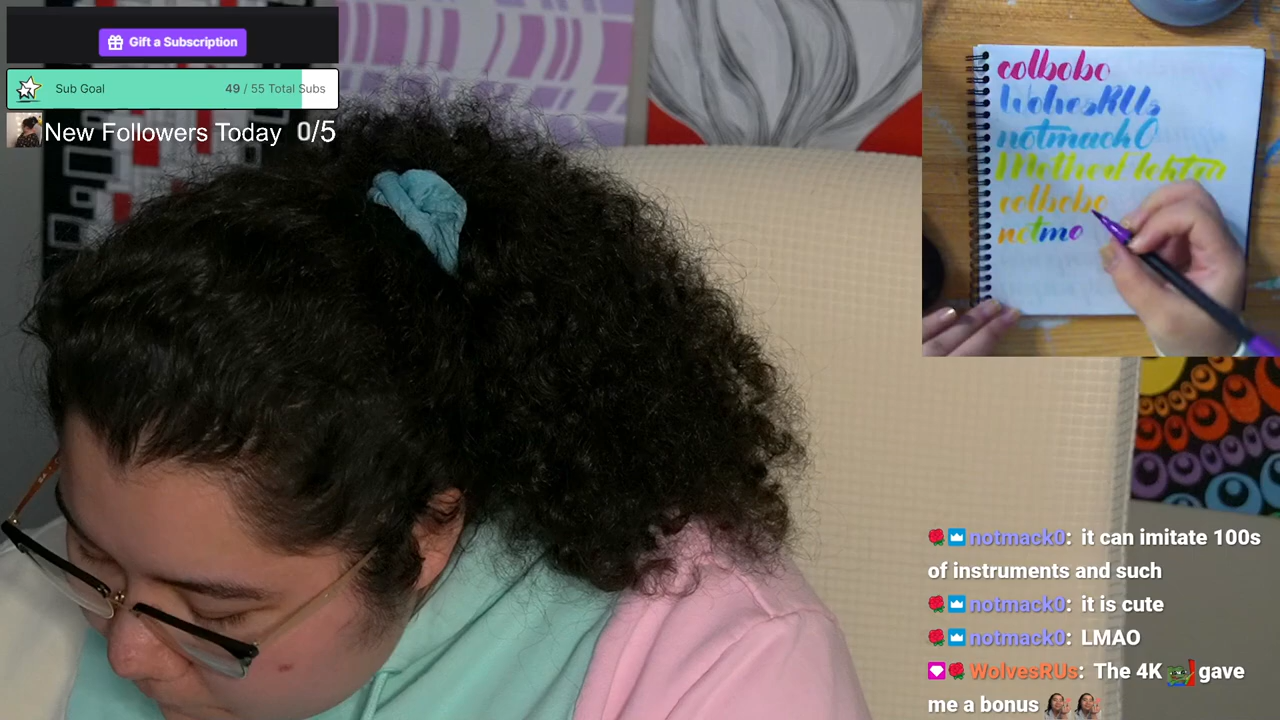 Gift a Subscription
Sub Goal 49 / 55 Total Subs
New Followers Today 0/5
colbobo
WolvesRUs
notmack0
colbobo
notmo
notmack0: it can imitate 100s
of instruments and such
notmack0: it is cute
notmack0: LMAO
WolvesRUs: The 4K gave
me a bonus